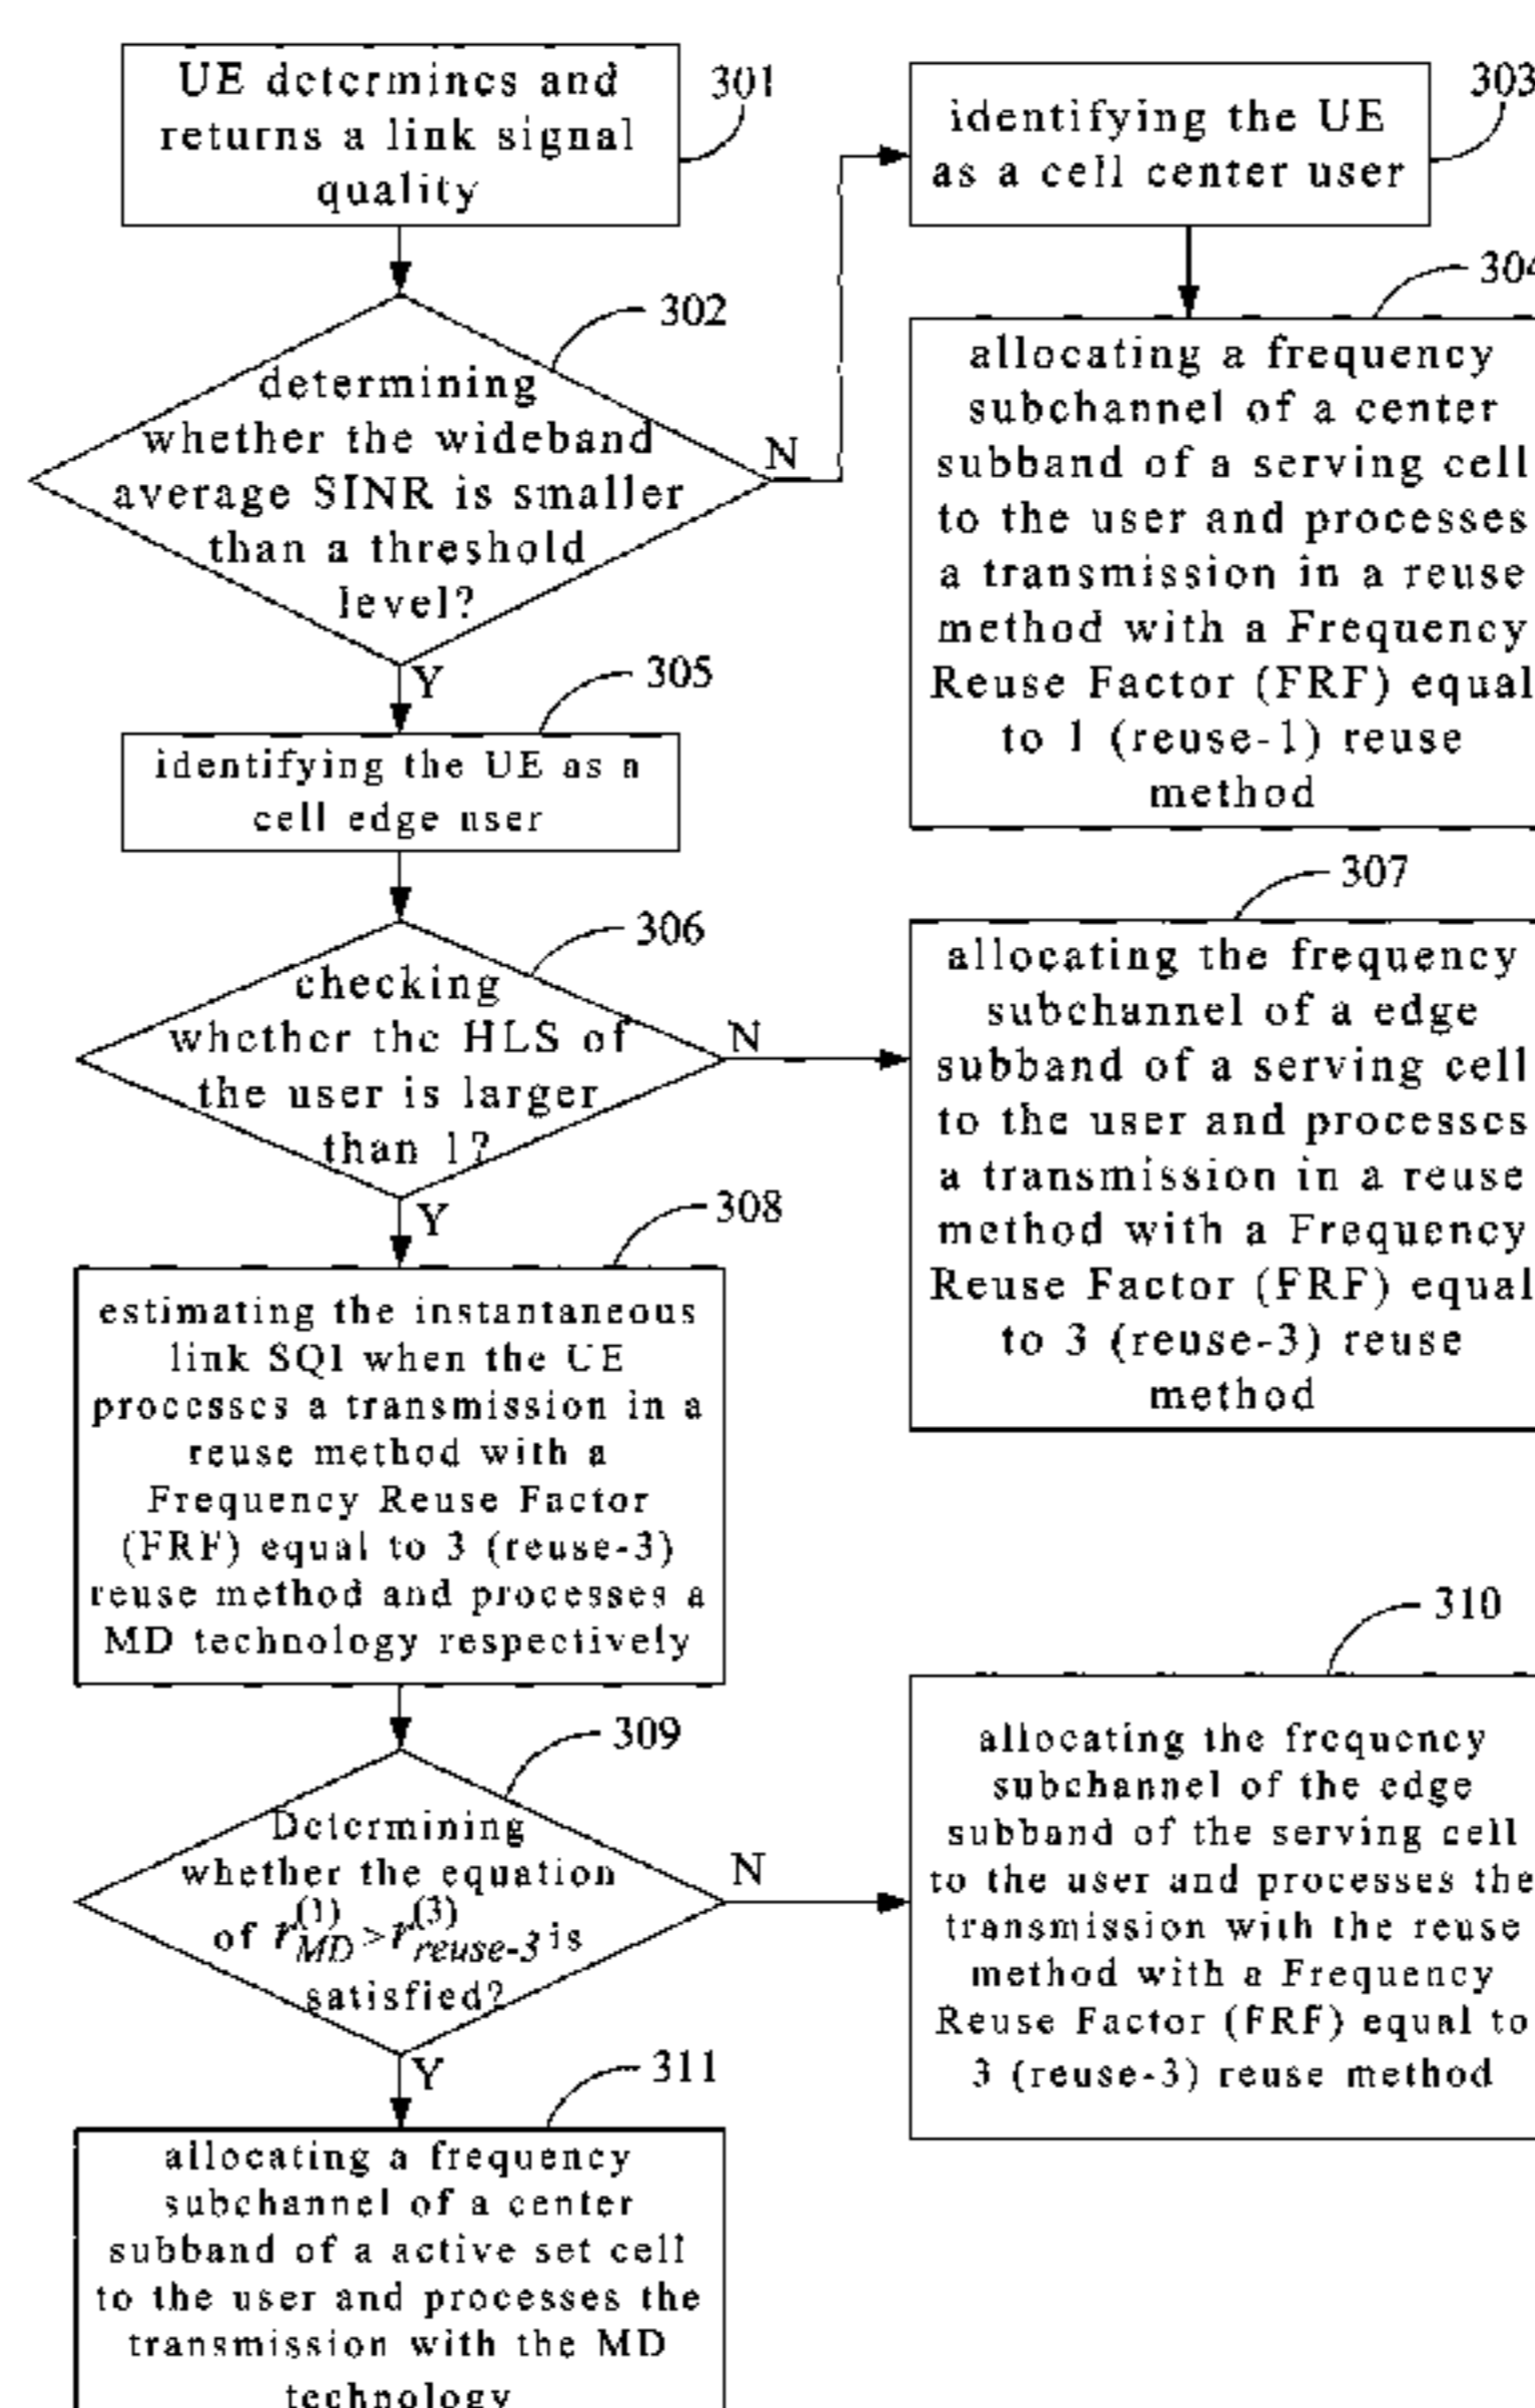 UE determines and
returns a link signal
quality
301
302
determining
whether the wideband
average SINR is smaller
than a threshold
level?
N
Y
303
identifying the UE
as a cell center user
304
allocating a frequency
subchannel of a center
subband of a serving cell
to the user and processes
a transmission in a reuse
method with a Frequency
Reuse Factor (FRF) equal
to 1 (reuse-1) reuse
method
305
identifying the UE as a
cell edge user
306
checking
whether the HLS of
the user is larger
than 1?
N
Y
307
allocating the frequency
subchannel of a edge
subband of a serving cell
to the user and processes
a transmission in a reuse
method with a Frequency
Reuse Factor (FRF) equal
to 3 (reuse-3) reuse
method
308
estimating the instantaneous
link SQI when the UE
processes a transmission in a
reuse method with a
Frequency Reuse Factor
(FRF) equal to 3 (reuse-3)
reuse method and processes a
MD technology respectively
309
Determining
whether the equation
of r_MD^(1) > r_reuse-3^(3) is
satisfied?
N
Y
310
allocating the frequency
subchannel of the edge
subband of the serving cell
to the user and processes the
transmission with the reuse
method with a Frequency
Reuse Factor (FRF) equal to
3 (reuse-3) reuse method
311
allocating a frequency
subchannel of a center
subband of a active set cell
to the user and processes the
transmission with the MD
technology